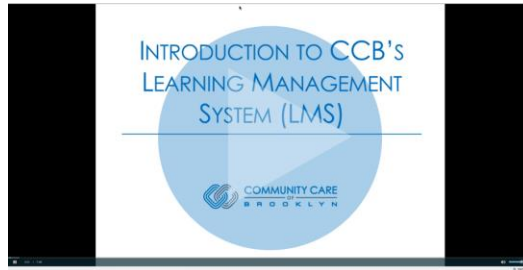 INTRODUCTION TO CCB'S
LEARNING MANAGEMENT
SYSTEM (LMS)
COMMUNITY CARE
OF
BROOKLYN